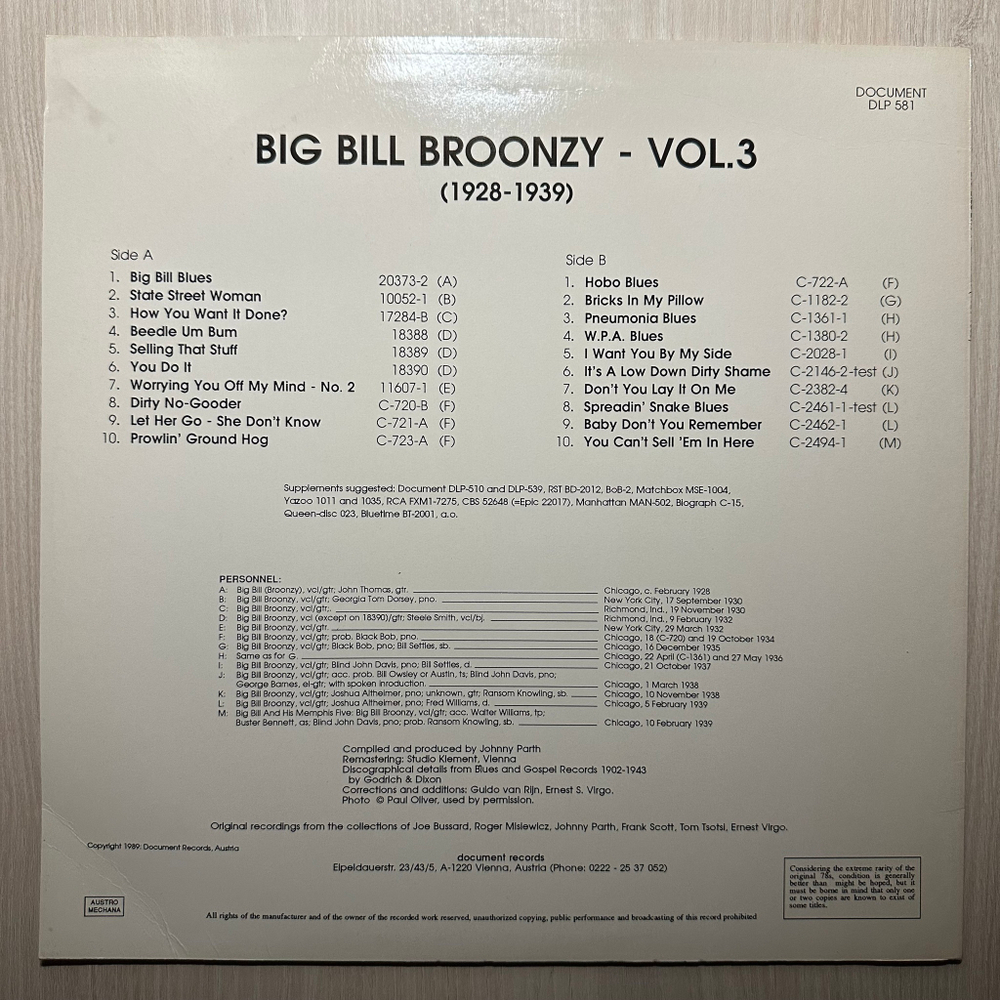 DOCUMENT
DLP 581
BIG BILL BROONZY - VOL.3
(1928-1939)
Side A
1. Big Bill Blues 20373-2 (A)
2. State Street Woman 10052-1 (B)
3. How You Want It Done? 17284-B (C)
4. Beedle Um Bum 18388 (D)
5. Selling That Stuff 18389 (D)
6. You Do It 18390 (D)
7. Worrying You Off My Mind - No. 2 11607-1 (E)
8. Dirty No-Gooder C-720-B (F)
9. Let Her Go - She Don't Know C-721-A (F)
10. Prowlin' Ground Hog C-723-A (F)
Side B
1. Hobo Blues C-722-A (F)
2. Bricks In My Pillow C-1182-2 (G)
3. Pneumonia Blues C-1361-1 (H)
4. W.P.A. Blues C-1380-2 (H)
5. I Want You By My Side C-2028-1 (I)
6. It's A Low Down Dirty Shame C-2146-2-test (J)
7. Don't You Lay It On Me C-2382-4 (K)
8. Spreadin' Snake Blues C-2461-1-test (L)
9. Baby Don't You Remember C-2462-1 (L)
10. You Can't Sell 'Em In Here C-2494-1 (M)
Supplements suggested: Document DLP-510 and DLP-539, RST BD-2012, BoB-2, Matchbox MSE-1004,
Yazoo 1011 and 1035, RCA FXM1-7275, CBS 52648 (=Epic 22017), Manhattan MAN-502, Biograph C-15,
Queen-disc 023, Bluetime BT-2001, a.o.
PERSONNEL:
A: Big Bill (Broonzy), vcl/gtr; John Thomas, gtr. Chicago, c. February 1928
B: Big Bill Broonzy, vcl/gtr; Georgia Tom Dorsey, pno. New York City, 17 September 1930
C: Big Bill Broonzy, vcl/gtr;. Richmond, Ind., 19 November 1930
D: Big Bill Broonzy, vcl (except on 18390)/gtr; Steele Smith, vcl/bj. Richmond, Ind., 9 February 1932
E: Big Bill Broonzy, vcl/gtr. New York City, 29 March 1932
F: Big Bill Broonzy, vcl/gtr; prob. Black Bob, pno. Chicago, 18 (C-720) and 19 October 1934
G: Big Bill Broonzy, vcl/gtr; Black Bob, pno; Bill Settles, sb. Chicago, 16 December 1935
H: Same as for G. Chicago, 22 April (C-1361) and 27 May 1936
I: Big Bill Broonzy, vcl/gtr; Blind John Davis, pno; Bill Settles, d. Chicago, 21 October 1937
J: Big Bill Broonzy, vcl/gtr; acc. prob. Bill Owsley or Austin, ts; Blind John Davis, pno;
George Barnes, el-gtr; with spoken inroduction. Chicago, 1 March 1938
K: Big Bill Broonzy, vcl/gtr; Joshua Altheimer, pno; unknown, gtr; Ransom Knowling, sb. Chicago, 10 November 1938
L: Big Bill Broonzy, vcl/gtr; Joshua Altheimer, pno; Fred Williams, d. Chicago, 5 February 1939
M: Big Bill And His Memphis Five: Big Bill Broonzy, vcl/gtr; acc. Walter Williams, tp;
Buster Bennett, as; Blind John Davis, pno; prob. Ransom Knowling, sb. Chicago, 10 February 1939
Compiled and produced by Johnny Parth
Remastering: Studio Klement, Vienna
Discographical details from Blues and Gospel Records 1902-1943
by Godrich & Dixon
Corrections and additions: Guido van Rijn, Ernest S. Virgo.
Photo © Paul Oliver, used by permission.
Original recordings from the collections of Joe Bussard, Roger Misiewicz, Johnny Parth, Frank Scott, Tom Tsotsi, Ernest Virgo.
Copyright 1989: Document Records, Austria
document records
Eipeldauerstr. 23/43/5, A-1220 Vienna, Austria (Phone: 0222 - 25 37 052)
Considering the extreme rarity of the
original 78s, condition is generally
better than might be hoped, but it
must be borne in mind that only one
or two copies are known to exist of
some titles.
AUSTRO
MECHANA
All rights of the manufacturer and of the owner of the recorded work reserved, unauthorized copying, public performance and broadcasting of this record prohibited